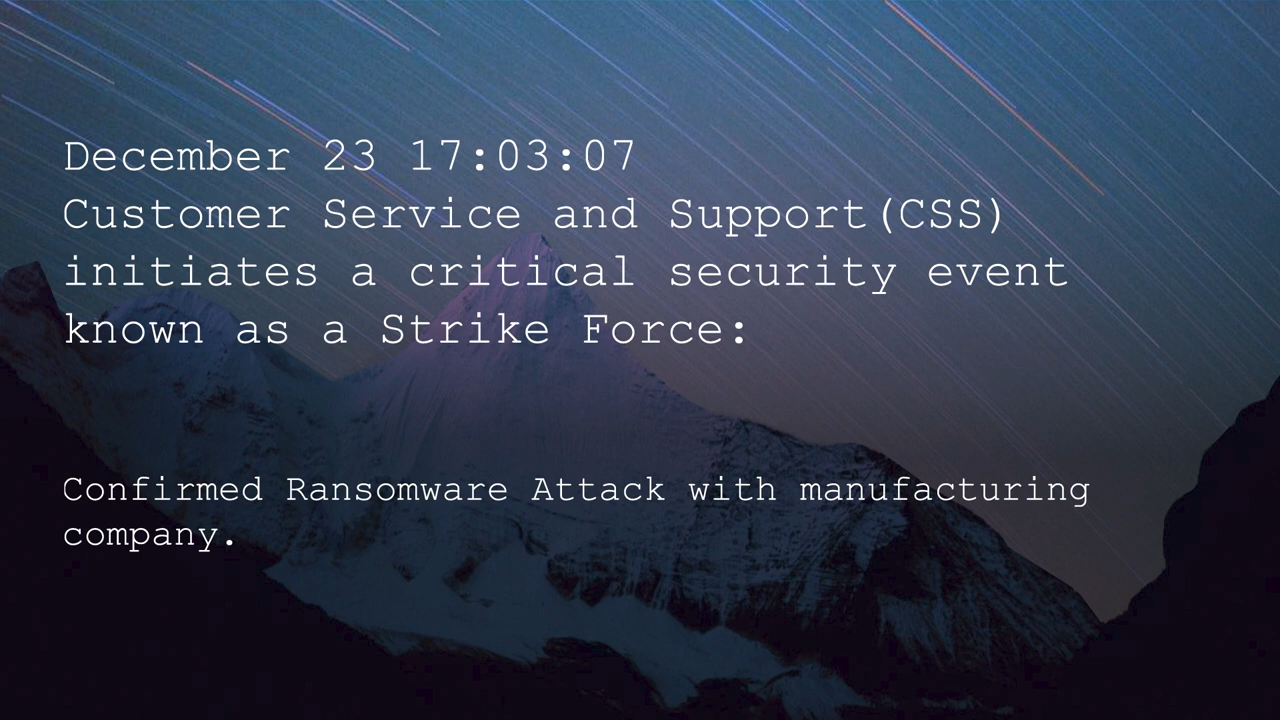 December 23 17:03:07
Customer Service and Support(CSS)
initiates a critical security event
known as a Strike Force:
Confirmed Ransomware Attack with manufacturing
company.